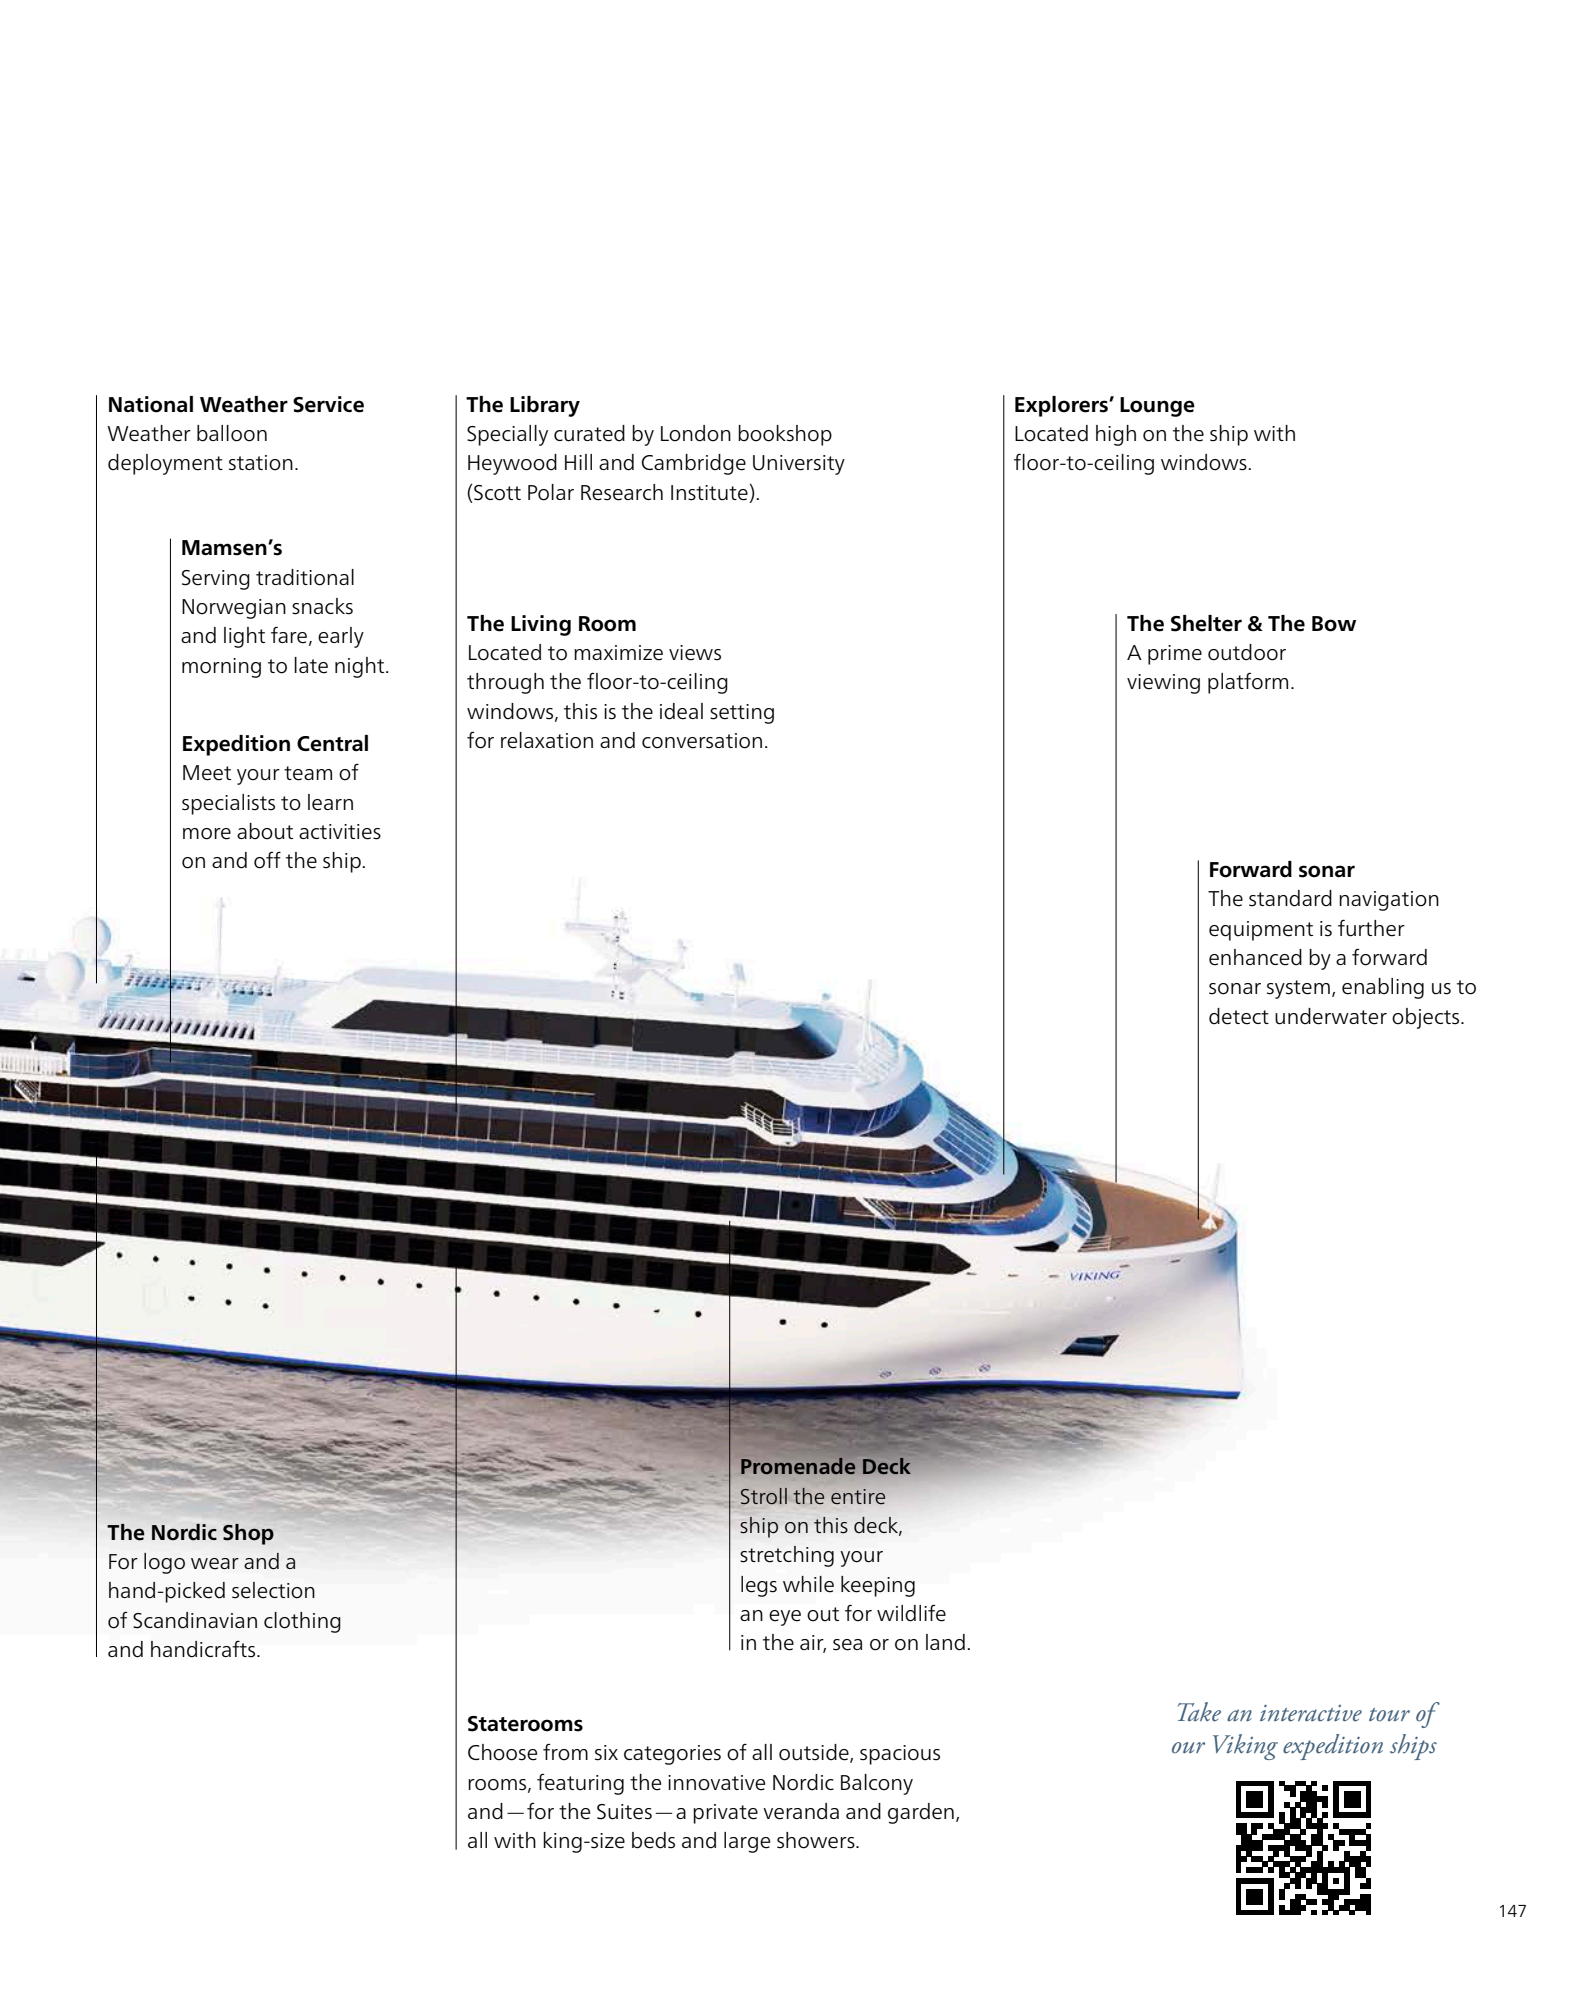 National Weather Service
Weather balloon
deployment station.
Mamsen’s
Serving traditional
Norwegian snacks
and light fare, early
morning to late night.
Expedition Central
Meet your team of
specialists to learn
more about activities
on and off the ship.
The Library
Specially curated by London bookshop
Heywood Hill and Cambridge University
(Scott Polar Research Institute).
The Living Room
Located to maximize views
through the floor-to-ceiling
windows, this is the ideal setting
for relaxation and conversation.
Explorers’ Lounge
Located high on the ship with
floor-to-ceiling windows.
The Shelter & The Bow
A prime outdoor
viewing platform.
Forward sonar
The standard navigation
equipment is further
enhanced by a forward
sonar system, enabling us to
detect underwater objects.
VIKING
The Nordic Shop
For logo wear and a
hand-picked selection
of Scandinavian clothing
and handicrafts.
Promenade Deck
Stroll the entire
ship on this deck,
stretching your
legs while keeping
an eye out for wildlife
in the air, sea or on land.
Staterooms
Choose from six categories of all outside, spacious
rooms, featuring the innovative Nordic Balcony
and — for the Suites — a private veranda and garden,
all with king-size beds and large showers.
Take an interactive tour of
our Viking expedition ships
147